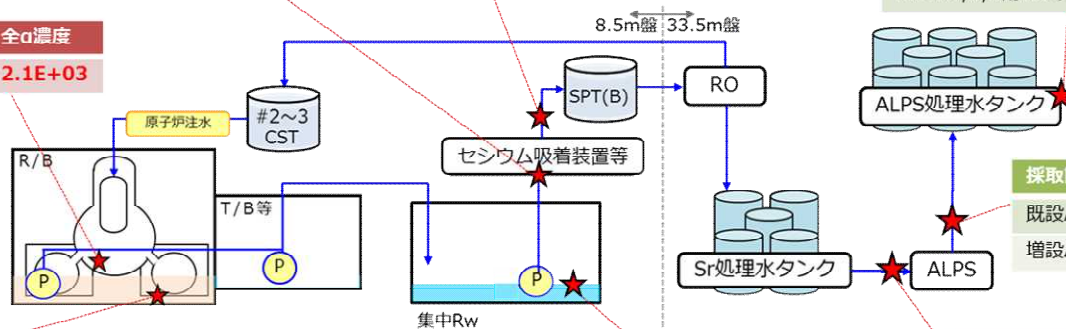 8.5m盤 33.5m盤
全α濃度
2.1E+03
SPT(B)
RO
ALPS処理水タンク
原子炉注水
#2～3
CST
セシウム吸着装置等
R/B
T/B等
採取
既設
増設
P
P
P
Sr処理水タンク
ALPS
集中Rw